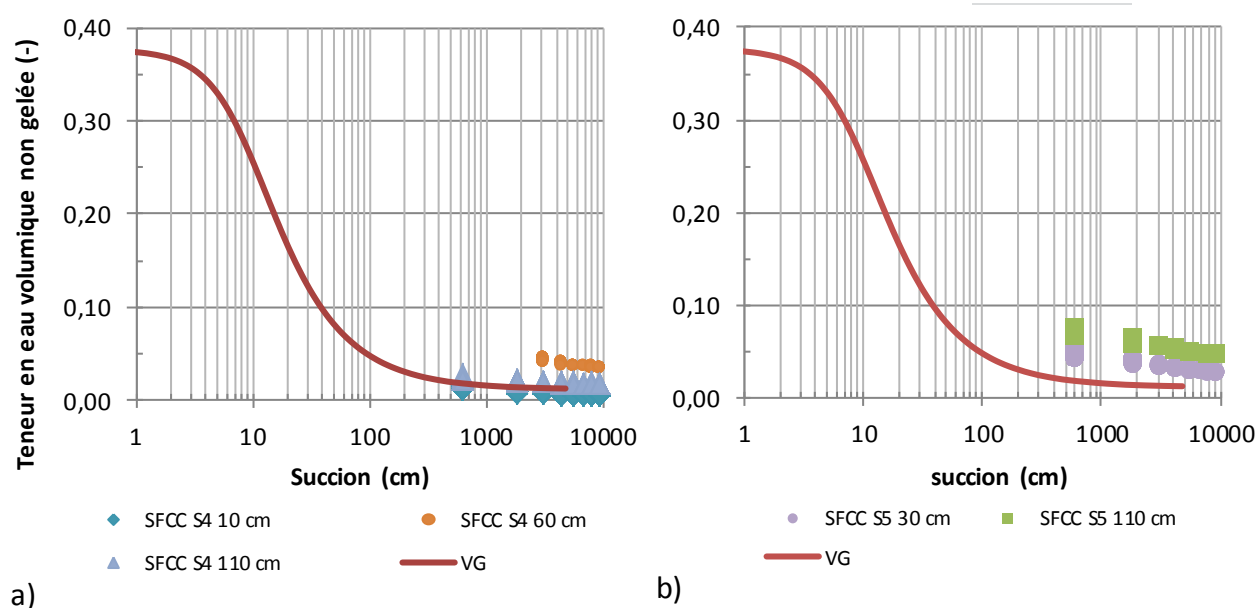 Teneur en eau volumique non gelée (-)
0,40
0,30
0,20
0,10
0,00
1 10 100 1000 10000
Succion (cm)
SFCC S4 10 cm
SFCC S4 60 cm
SFCC S4 110 cm
VG
a)
0,40
0,30
0,20
0,10
0,00
1 10 100 1000 10000
succion (cm)
SFCC S5 30 cm
SFCC S5 110 cm
VG
b)